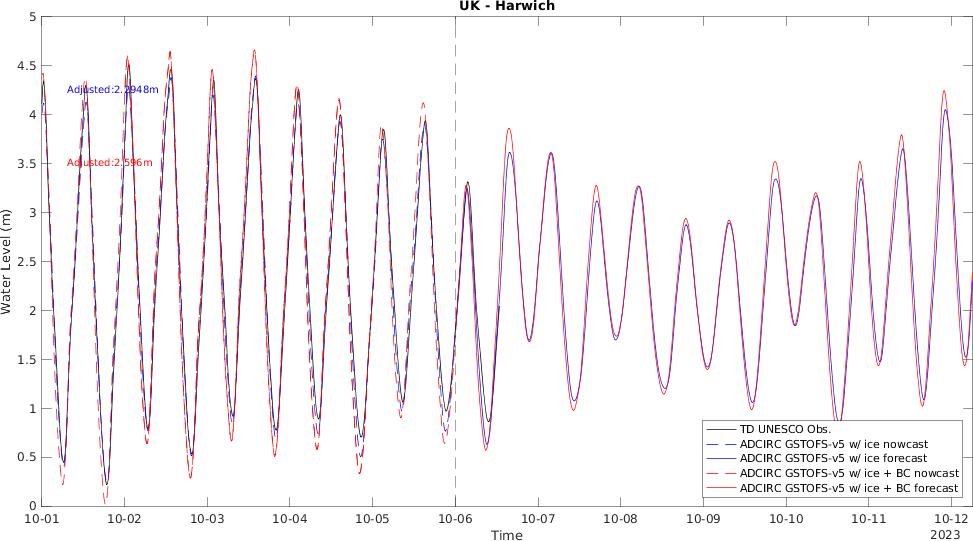 UK - Harwich
5
4.5
4
3.5
3
2.5
2
1.5
1
0.5
0
Water Level (m)
Adjusted:2.2948m
Adjusted:2.596m
TD UNESCO Obs.
ADCIRC GSTOFS-v5 w/ ice nowcast
ADCIRC GSTOFS-v5 w/ ice forecast
ADCIRC GSTOFS-v5 w/ ice + BC nowcast
ADCIRC GSTOFS-v5 w/ ice + BC forecast
10-01 10-02 10-03 10-04 10-05 10-06 10-07 10-08 10-09 10-10 10-11 10-12
2023
Time